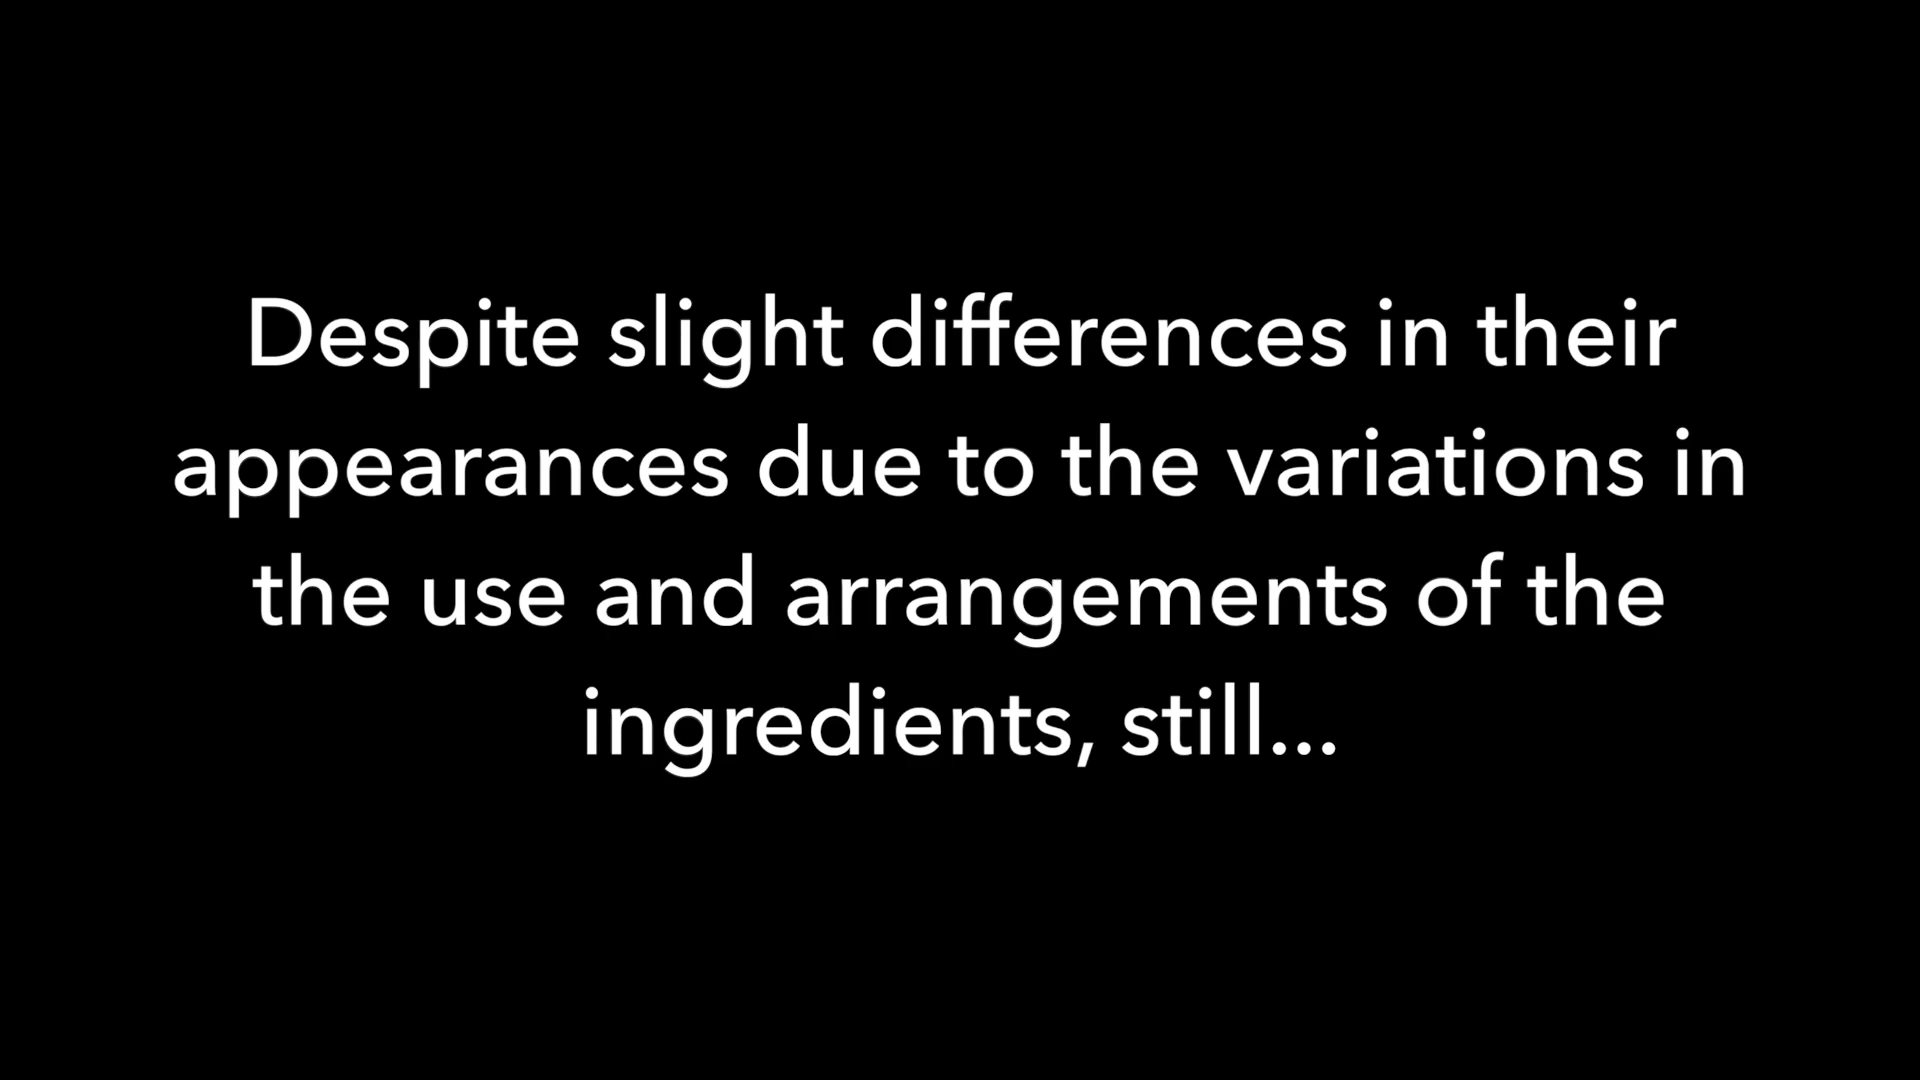 Despite slight differences in their
appearances due to the variations in
the use and arrangements of the
ingredients, still...